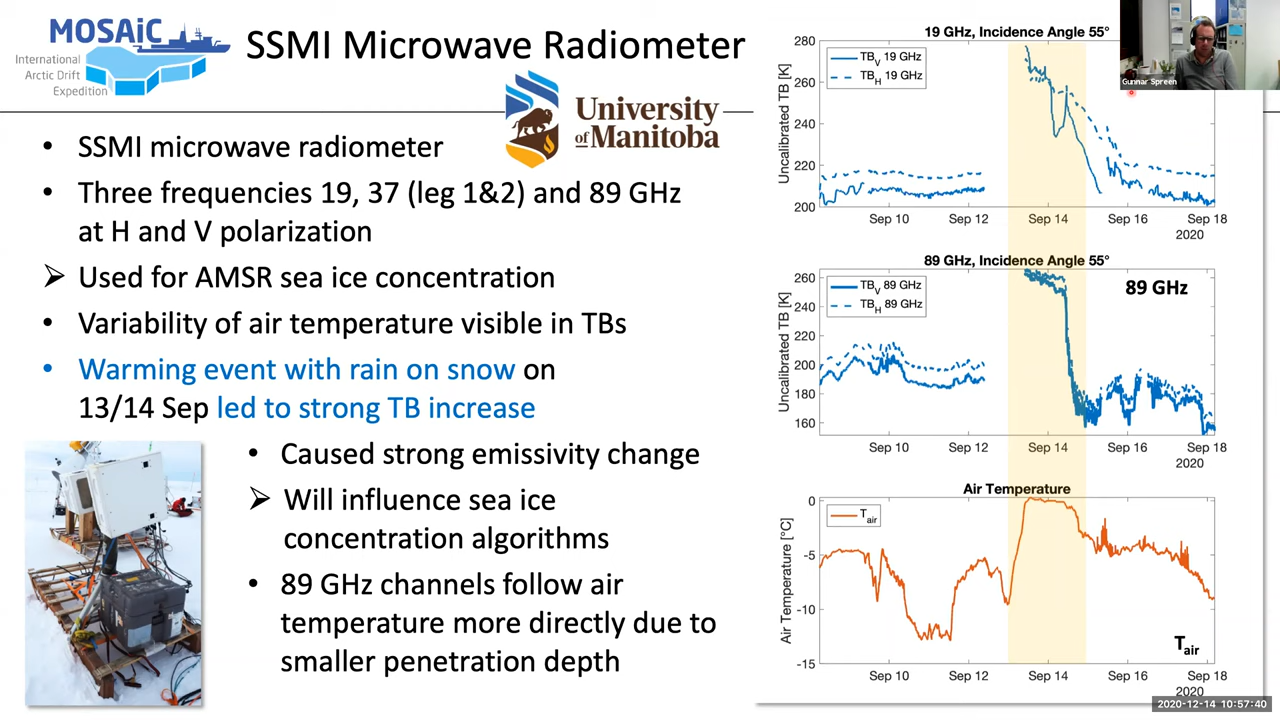 MOSAiC
International
Arctic Drift
Expedition
SSMI Microwave Radiometer
University
of Manitoba
• SSMI microwave radiometer
• Three frequencies 19, 37 (leg 1&2) and 89 GHz
at H and V polarization
➢ Used for AMSR sea ice concentration
• Variability of air temperature visible in TBs
• Warming event with rain on snow on
13/14 Sep led to strong TB increase
• Caused strong emissivity change
➢ Will influence sea ice
concentration algorithms
• 89 GHz channels follow air
temperature more directly due to
smaller penetration depth
19 GHz, Incidence Angle 55°
Uncalibrated TB [K]
280
260
240
220
200
TBV 19 GHz
TBH 19 GHz
Sep 10 Sep 12 Sep 14 Sep 16 Sep 18
2020
89 GHz, Incidence Angle 55°
Uncalibrated TB [K]
260
240
220
200
180
160
TBV 89 GHz
TBH 89 GHz
89 GHz
Sep 10 Sep 12 Sep 14 Sep 16 Sep 18
2020
Air Temperature
Air Temperature [°C]
0
-5
-10
-15
Tair
Tair
Sep 10 Sep 12 Sep 14 Sep 16 Sep 18
2020
Gunnar Spreen
2020-12-14 10:57:40